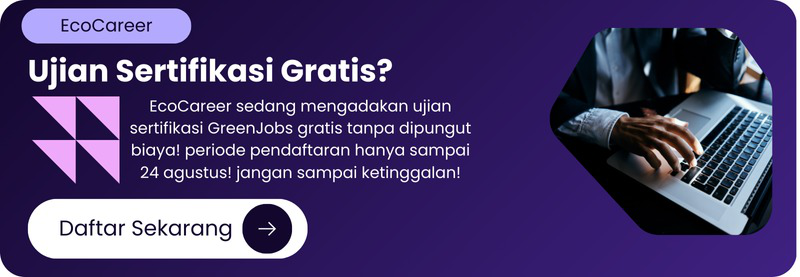 EcoCareer
Ujian Sertifikasi Gratis?
EcoCareer sedang mengadakan ujian
sertifikasi GreenJobs gratis tanpa dipungut
biaya! periode pendaftaran hanya sampai
24 agustus! jangan sampai ketinggalan!
Daftar Sekarang